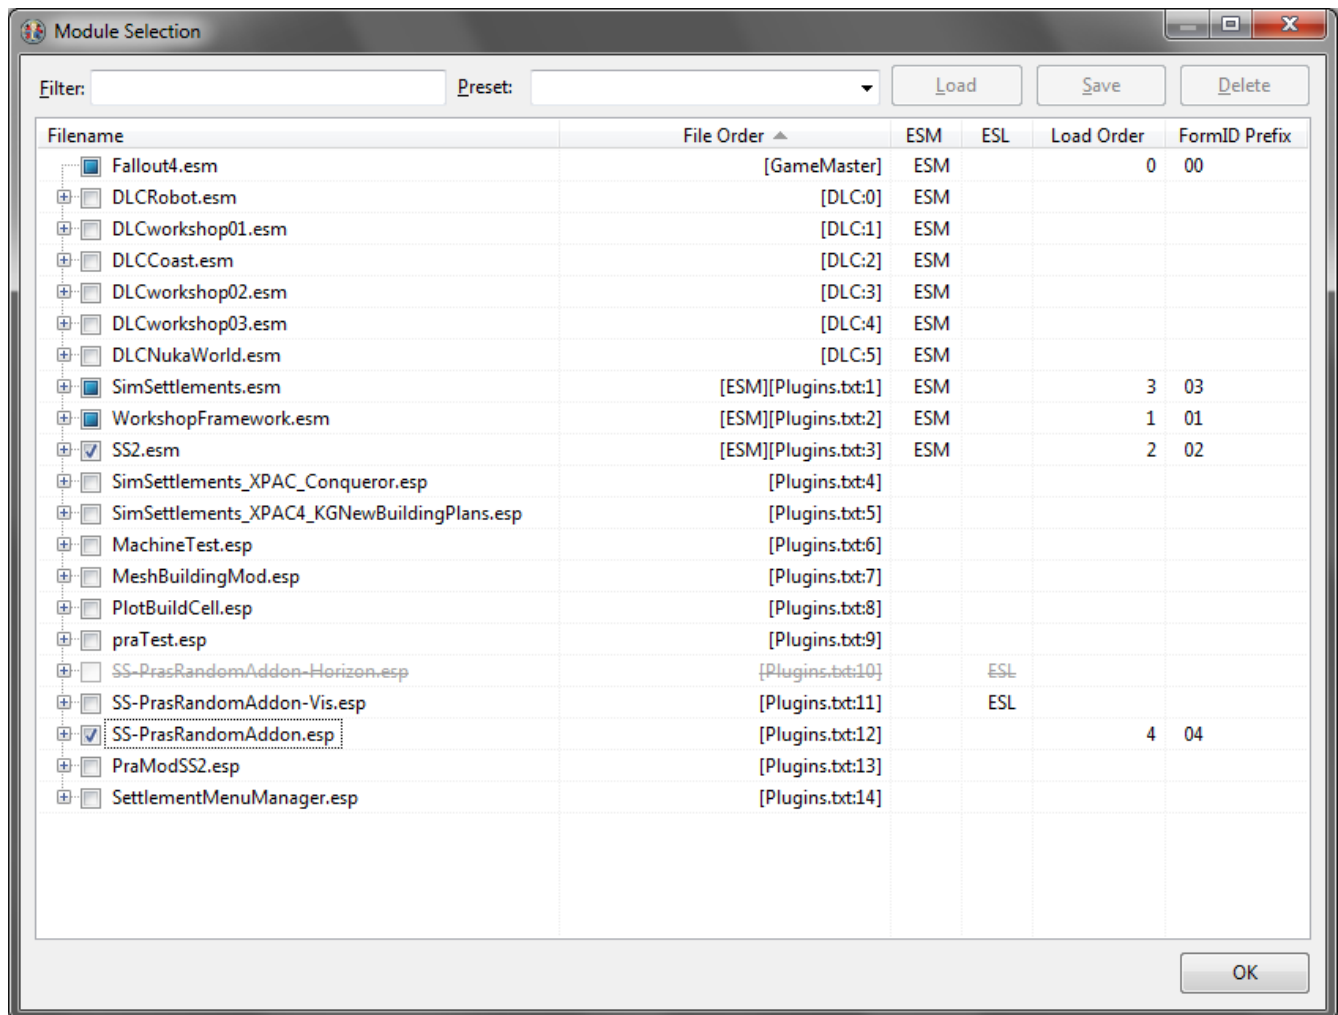 Module Selection
Filter: Preset: Load Save Delete
Filename File Order ESM ESL Load Order FormID Prefix
Fallout4.esm [GameMaster] ESM 0 00
DLCRobot.esm [DLC:0] ESM
DLCworkshop01.esm [DLC:1] ESM
DLCCoast.esm [DLC:2] ESM
DLCworkshop02.esm [DLC:3] ESM
DLCworkshop03.esm [DLC:4] ESM
DLCNukaWorld.esm [DLC:5] ESM
SimSettlements.esm [ESM][Plugins.txt:1] ESM 3 03
WorkshopFramework.esm [ESM][Plugins.txt:2] ESM 1 01
SS2.esm [ESM][Plugins.txt:3] ESM 2 02
SimSettlements_XPAC_Conqueror.esp [Plugins.txt:4]
SimSettlements_XPAC4_KGNewBuildingPlans.esp [Plugins.txt:5]
MachineTest.esp [Plugins.txt:6]
MeshBuildingMod.esp [Plugins.txt:7]
PlotBuildCell.esp [Plugins.txt:8]
praTest.esp [Plugins.txt:9]
SS-PrasRandomAddon-Horizon.esp [Plugins.txt:10] ESL
SS-PrasRandomAddon-Vis.esp [Plugins.txt:11] ESL
SS-PrasRandomAddon.esp [Plugins.txt:12] 4 04
PraModSS2.esp [Plugins.txt:13]
SettlementMenuManager.esp [Plugins.txt:14]
OK